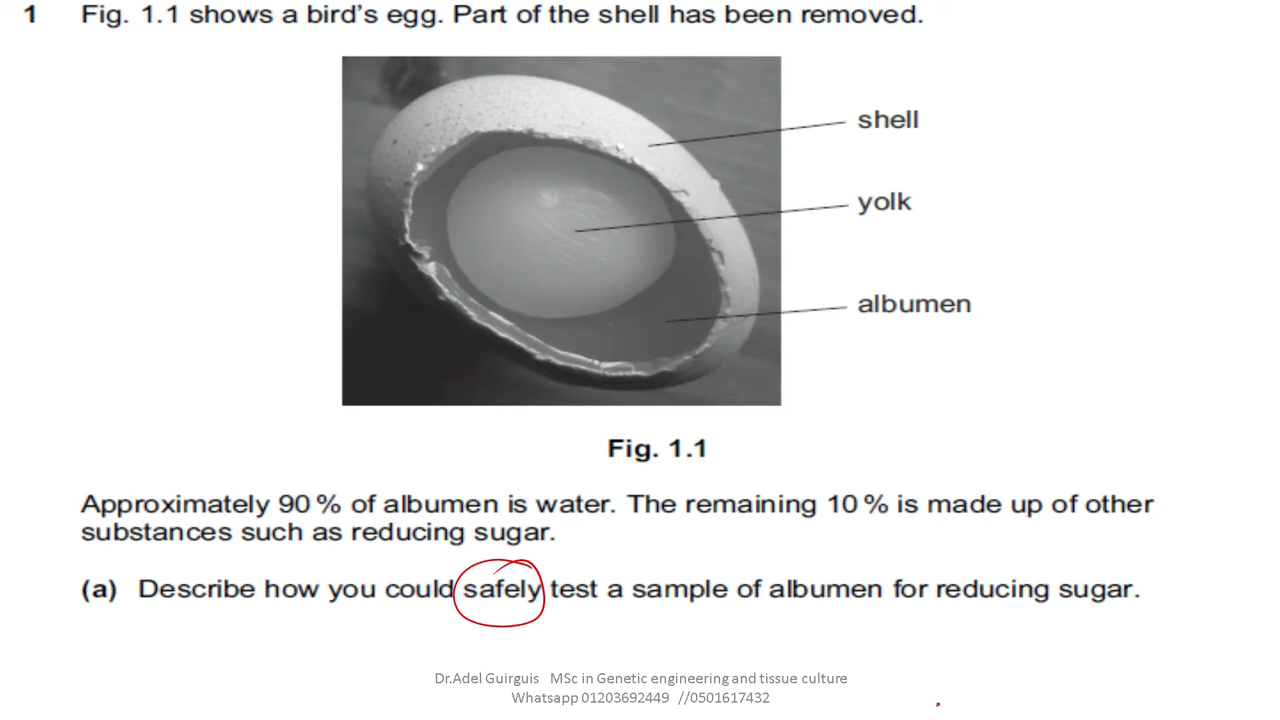 1 Fig. 1.1 shows a bird's egg. Part of the shell has been removed.
shell
yolk
albumen
Fig. 1.1
Approximately 90 % of albumen is water. The remaining 10 % is made up of other
substances such as reducing sugar.
(a) Describe how you could safely test a sample of albumen for reducing sugar.
Dr.Adel Guirguis MSc in Genetic engineering and tissue culture
Whatsapp 01203692449 //0501617432